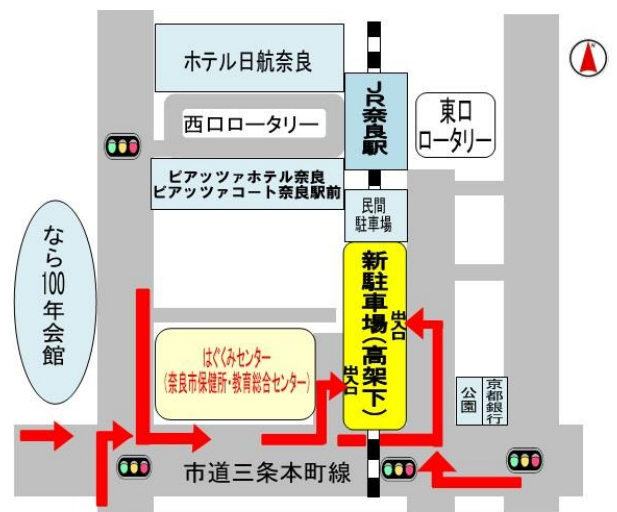 N
ホテル日航奈良
西口ロータリー
JR奈良駅
東口
ロータリー
ピアッツァホテル奈良
ピアッツァコート奈良駅前
民間
駐車場
なら100年会館
新駐車場(高架下)
出入口
出入口
はぐくみセンター
(奈良市保健所・教育総合センター)
公園
京都銀行
市道三条本町線